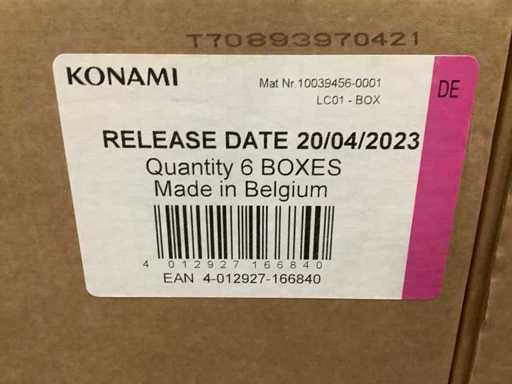 T70893970421
KONAMI
Mat Nr.10039456-0001
LC01 - BOX
DE
RELEASE DATE 20/04/2023
Quantity 6 BOXES
Made in Belgium
4 012927 166840
EAN 4-012927-166840